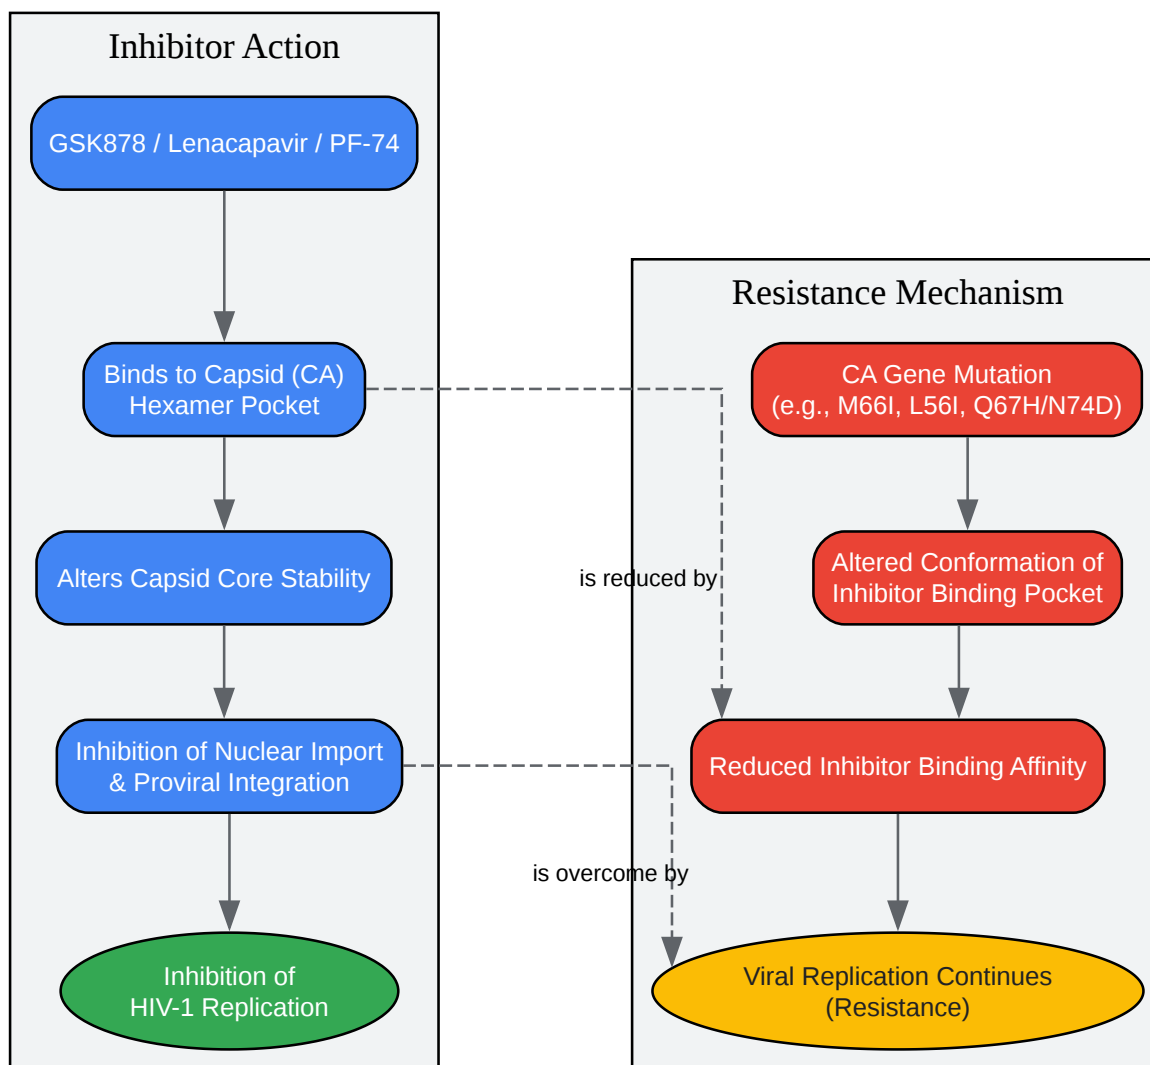 Inhibitor Action
GSK878 / Lenacapavir / PF-74
Binds to Capsid (CA)
Hexamer Pocket
Alters Capsid Core Stability
Inhibition of Nuclear Import
& Proviral Integration
Inhibition of
HIV-1 Replication
is reduced by
is overcome by
Resistance Mechanism
CA Gene Mutation
(e.g., M66I, L56I, Q67H/N74D)
Altered Conformation of
Inhibitor Binding Pocket
Reduced Inhibitor Binding Affinity
Viral Replication Continues
(Resistance)